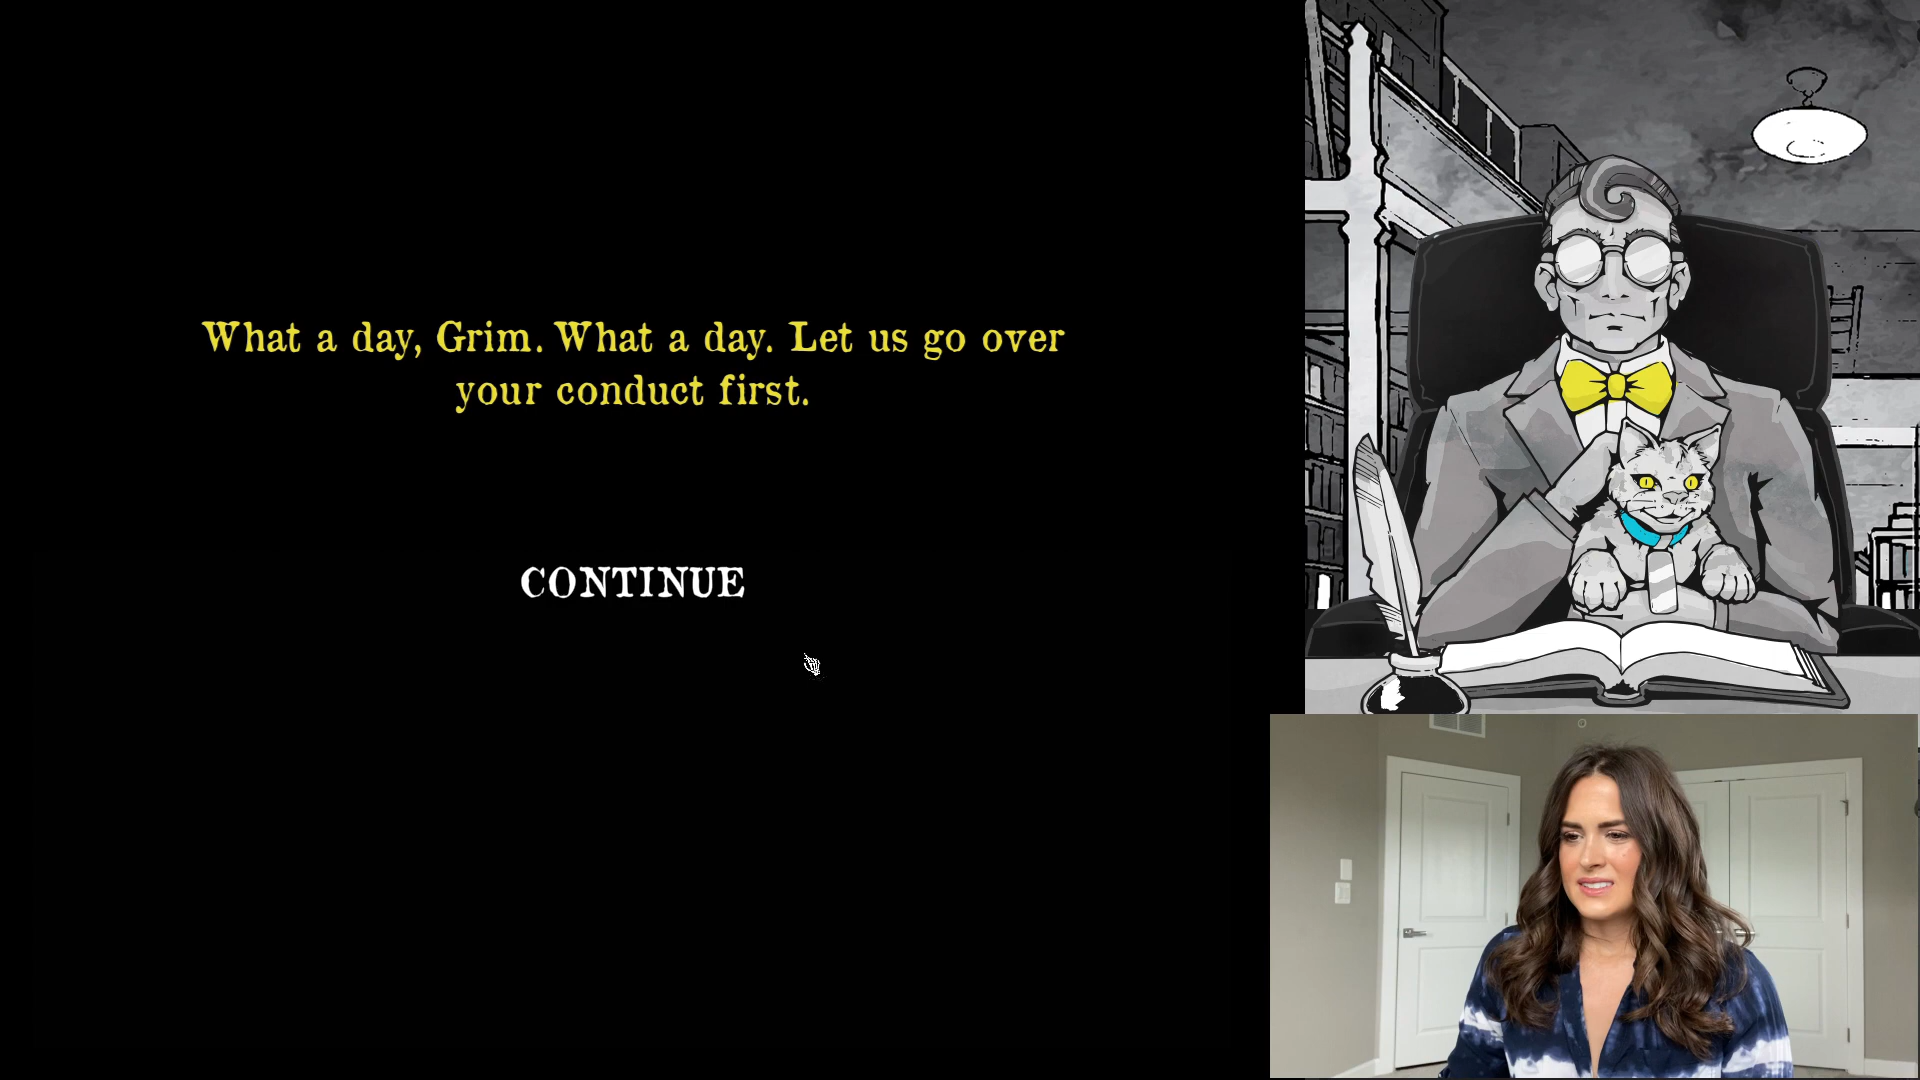 What a day, Grim. What a day. Let us go over
your conduct first.
CONTINUE